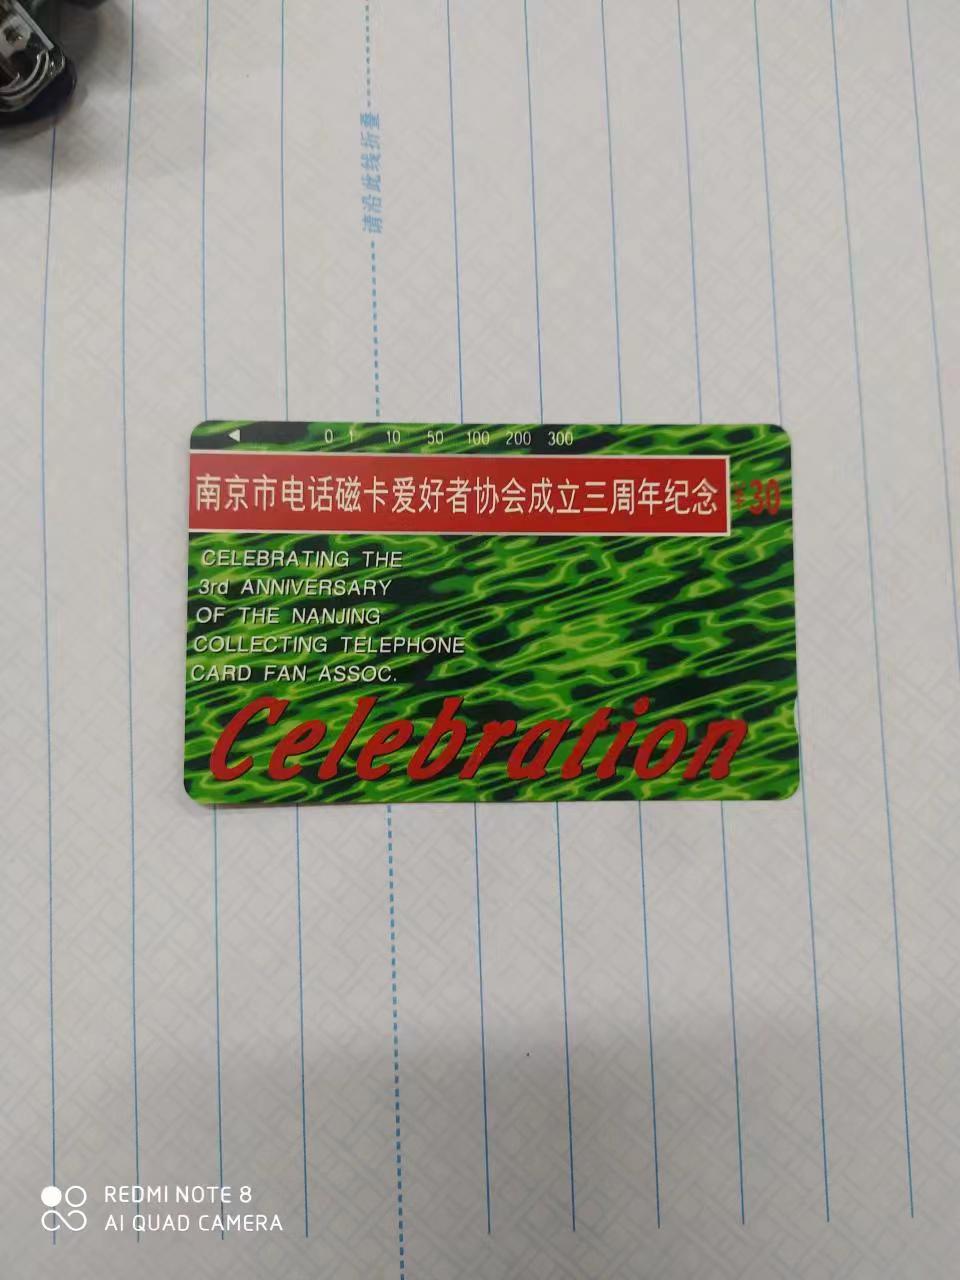 请沿此线折叠
0 1 10 50 100 200 300
南京市电话磁卡爱好者协会成立三周年纪念 ¥30
CELEBRATING THE
3rd ANNIVERSARY
OF THE NANJING
COLLECTING TELEPHONE
CARD FAN ASSOC.
Celebration
REDMI NOTE 8
AI QUAD CAMERA